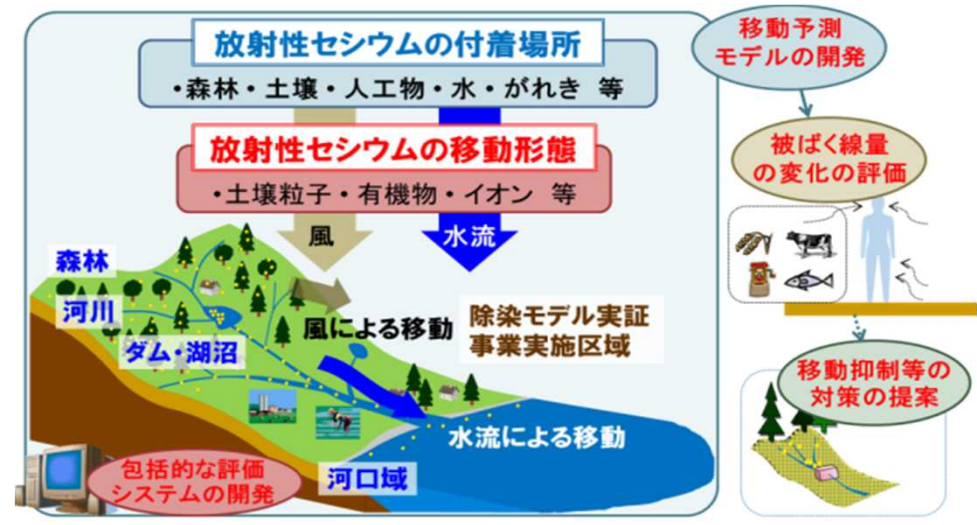 放射性セシウムの付着場所
・森林・土壌・人工物・水・がれき 等
放射性セシウムの移動形態
・土壌粒子・有機物・イオン 等
風
水流
森林
河川
ダム・湖沼
風による移動
除染モデル実証
事業実施区域
水流による移動
河口域
包括的な評価
システムの開発
移動予測
モデルの開発
被ばく線量
の変化の評価
移動抑制等の
対策の提案